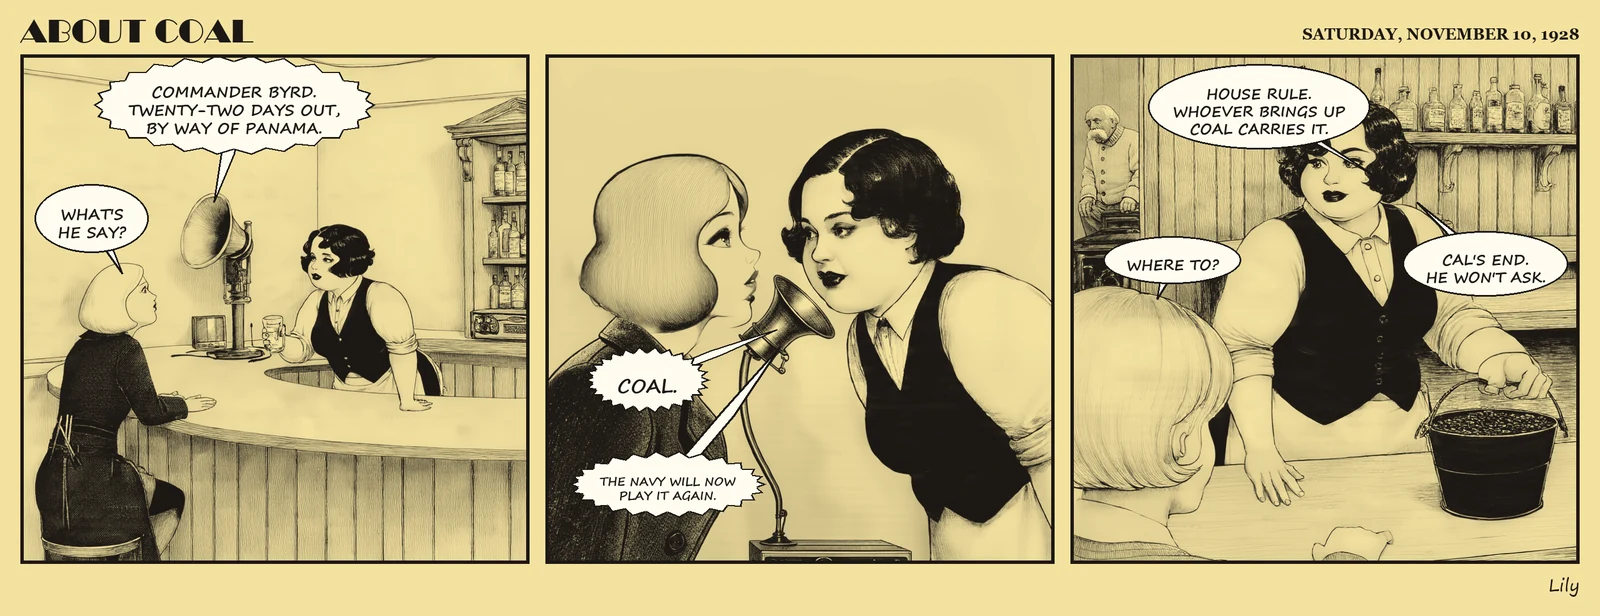 ABOUT COAL
SATURDAY, NOVEMBER 10, 1928
COMMANDER BYRD.
TWENTY-TWO DAYS OUT,
BY WAY OF PANAMA.
WHAT'S
HE SAY?
COAL.
THE NAVY WILL NOW
PLAY IT AGAIN.
HOUSE RULE.
WHOEVER BRINGS UP
COAL CARRIES IT.
WHERE TO?
CAL'S END.
HE WON'T ASK.
Lily